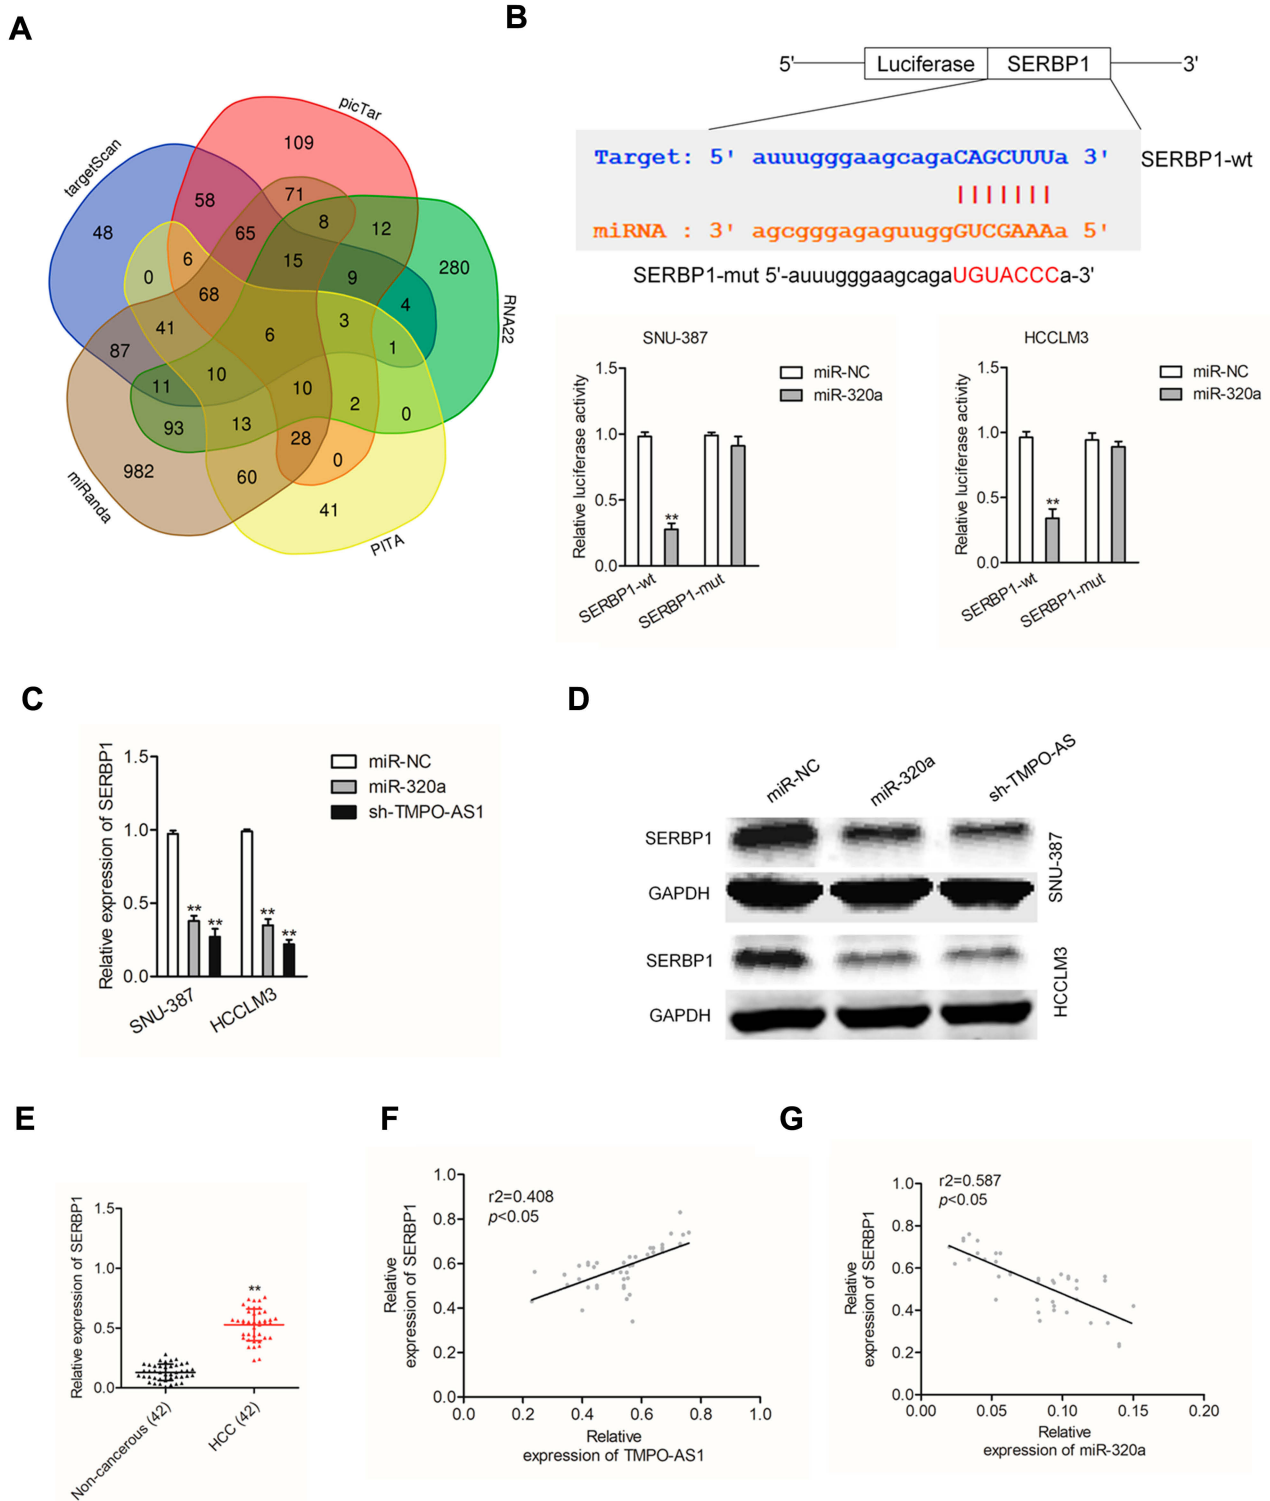 A
targetScan
picTar
RNA22
PITA
miRanda
109
58
71
8
12
48
65
280
6
15
9
0
68
4
41
6
3
87
1
11
10
10
2
0
93
13
28
982
60
0
41
B
5' Luciferase SERBP1 3'
Target: 5' auuugggaagcagaCAGCUUUa 3' SERBP1-wt
miRNA : 3' agcgggagaguuggGUCGAAAa 5'
SERBP1-mut 5'-auuugggaagcagaUGUACCCa-3'
SNU-387
Relative luciferase activity
1.5
1.0
0.5
0.0
**
SERBP1-wt
SERBP1-mut
miR-NC
miR-320a
HCCLM3
Relative luciferase activity
1.5
1.0
0.5
0.0
**
SERBP1-wt
SERBP1-mut
miR-NC
miR-320a
C
Relative expression of SERBP1
1.5
1.0
0.5
0.0
** **
** **
SNU-387
HCCLM3
miR-NC
miR-320a
sh-TMPO-AS1
D
miR-NC
miR-320a
sh-TMPO-AS
SERBP1
GAPDH
SNU-387
SERBP1
GAPDH
HCCLM3
E
Relative expression of SERBP1
1.5
1.0
0.5
0.0
**
Non-cancerous (42)
HCC (42)
F
Relative
expression of SERBP1
1.0
0.8
0.6
0.4
0.2
0.0
r2=0.408
p<0.05
0.0 0.2 0.4 0.6 0.8 1.0
Relative
expression of TMPO-AS1
G
Relative
expression of SERBP1
1.0
0.8
0.6
0.4
0.2
0.0
r2=0.587
p<0.05
0.00 0.05 0.10 0.15 0.20
Relative
expression of miR-320a